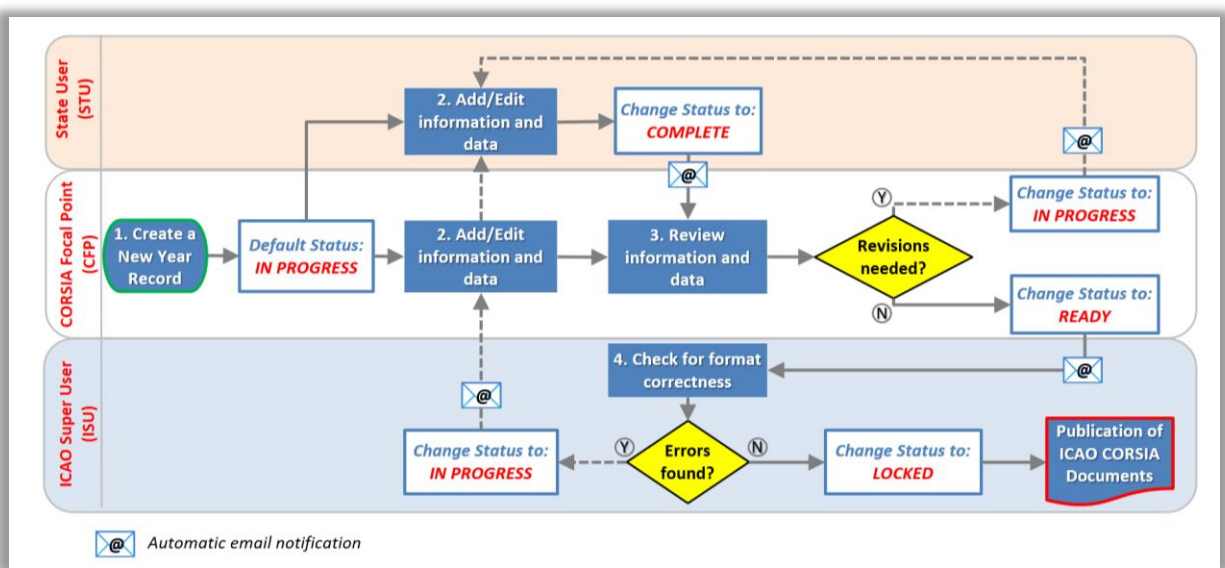 State User
(STU)
2. Add/Edit
information and
data
Change Status to:
COMPLETE
@
@
CORSIA Focal Point
(CFP)
1. Create a
New Year
Record
Default Status:
IN PROGRESS
2. Add/Edit
information and
data
3. Review
information and
data
Revisions
needed?
Y
N
Change Status to:
IN PROGRESS
Change Status to:
READY
@
ICAO Super User
(ISU)
4. Check for format
correctness
@
Change Status to:
IN PROGRESS
Y
Errors
found?
N
Change Status to:
LOCKED
Publication of
ICAO CORSIA
Documents
@ Automatic email notification